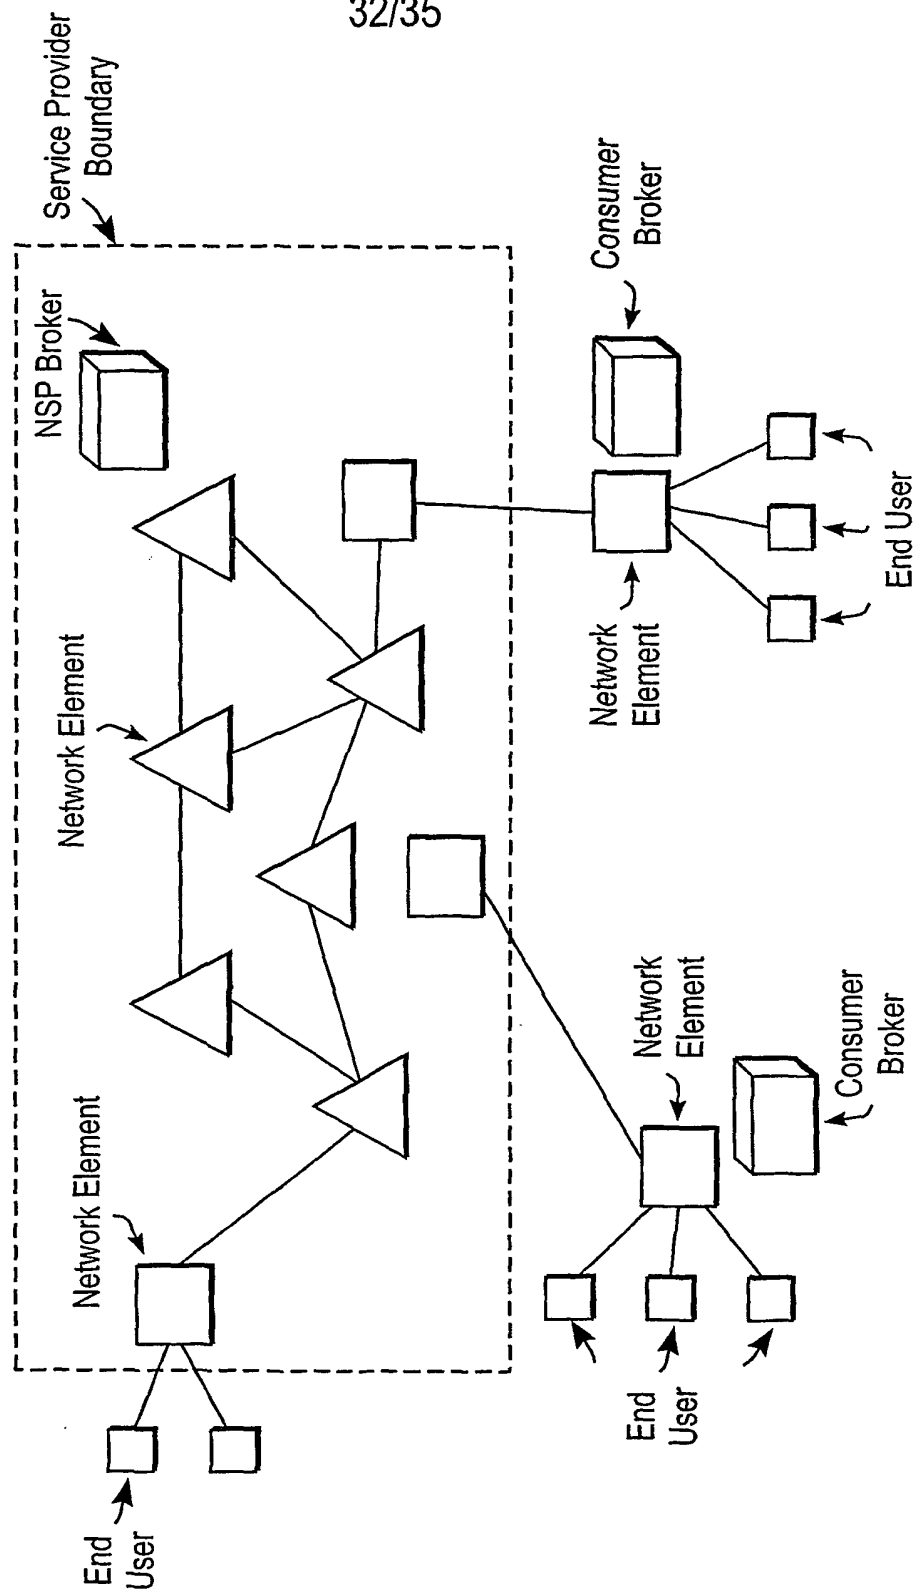 32/35
Service Provider
Boundary
NSP Broker
Consumer
Broker
Network Element
Network
Element
End User
Network Element
Network
Element
Consumer
Broker
End
User
End
User